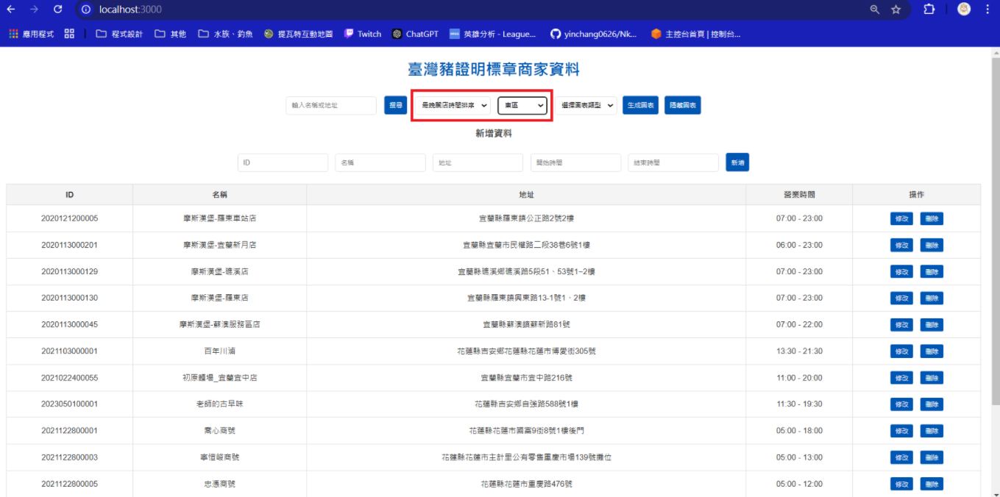 localhost:3000
應用程式 程式設計 其他 水族、釣魚 提瓦特互動地圖 Twitch ChatGPT 英雄分析 - League... yinchang0626/Nk... 主控台首頁 | 控制台...
臺灣豬證明標章商家資料
輸入名稱或地址 搜尋 最晚關店時間排序 東區 選擇圖表類型 生成圖表 隱藏圖表
新增資料
ID 名稱 地址 開始時間 結束時間 新增
ID 名稱 地址 營業時間 操作
2020121200005 摩斯漢堡-羅東車站店 宜蘭縣羅東鎮公正路2號2樓 07:00 - 23:00 修改 刪除
2020113000201 摩斯漢堡-宜蘭新月店 宜蘭縣宜蘭市民權路二段38巷6號1樓 06:00 - 23:00 修改 刪除
2020113000129 摩斯漢堡-礁溪店 宜蘭縣礁溪鄉礁溪路5段51、53號1~2樓 07:00 - 23:00 修改 刪除
2020113000130 摩斯漢堡-羅東店 宜蘭縣羅東鎮興東路13-1號1、2樓 07:00 - 23:00 修改 刪除
2020113000045 摩斯漢堡-蘇澳服務區店 宜蘭縣蘇澳鎮蘇新路81號 07:00 - 22:00 修改 刪除
2021103000001 百年川滷 花蓮縣吉安鄉花蓮縣花蓮市博愛街305號 13:30 - 21:30 修改 刪除
2021022400055 初原麵場_宜蘭宜中店 宜蘭縣宜蘭市宜中路216號 11:00 - 20:00 修改 刪除
2023050100001 老師的古早味 花蓮縣吉安鄉自強路588號1樓 11:30 - 19:30 修改 刪除
2021122800001 喬心商號 花蓮縣花蓮市國富9街8號1樓後門 05:00 - 18:00 修改 刪除
2021122800003 寧愷峻商號 花蓮縣花蓮市主計里公有零售重慶市場139號攤位 05:00 - 13:00 修改 刪除
2021122800005 忠憑商號 花蓮縣花蓮市重慶路476號 05:00 - 12:00 修改 刪除